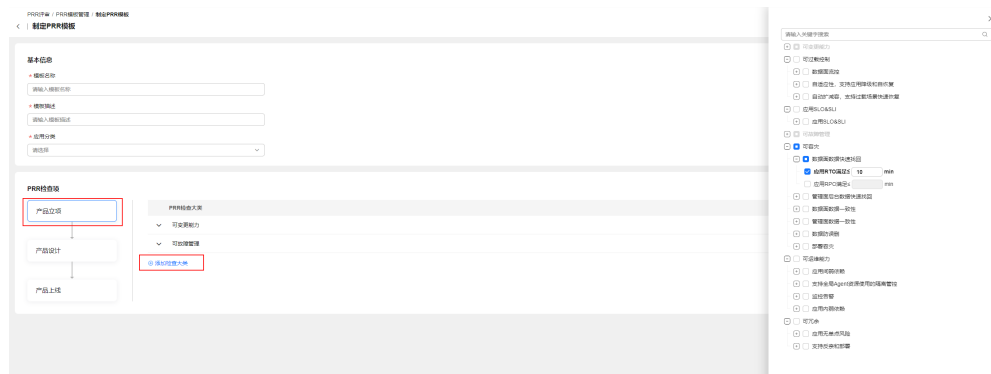 PRR评审 / PRR模板管理 / 制定PRR模板
制定PRR模板
基本信息
* 模板名称
请输入模板名称
* 模板描述
请输入模板描述
* 应用分类
请选择
PRR检查项
产品立项
产品设计
产品上线
PRR检查大类
可变更能力
可故障管理
添加检查大类
请输入关键字搜索
可变更能力
可过载控制
数据面流控
自适应性，支持应用降级和自恢复
自动扩减容，支持过载场景快速恢复
应用SLO&SLI
应用SLO&SLI
可故障管理
可容灾
数据面数据快速找回
应用RTO满足≤ 10 min
应用RPO满足≤ min
管理面后台数据快速找回
数据面数据一致性
管理面数据一致性
数据防误删
部署容灾
可运维能力
应用间弱依赖
支持全局Agent资源使用的隔离管控
监控告警
应用内弱依赖
可冗余
应用无单点风险
支持反亲和部署